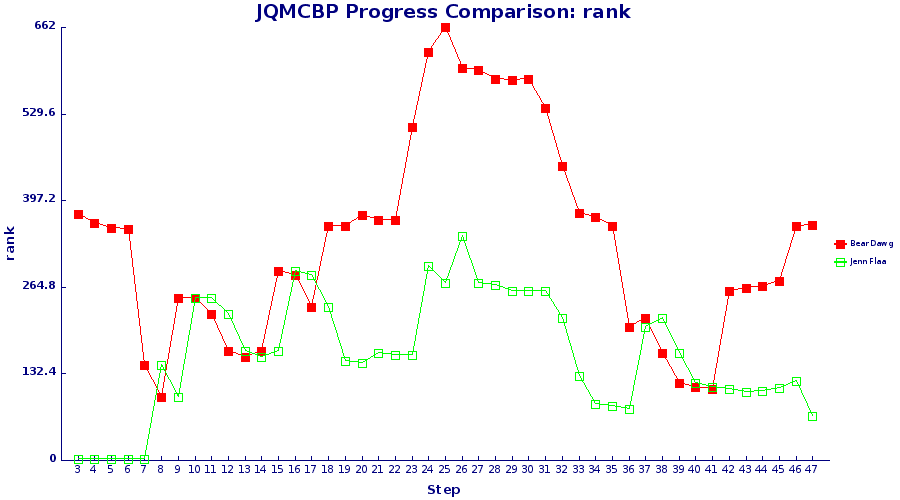 JQMCBP Progress Comparison: rank
662
529.6
397.2
264.8
132.4
0
rank
3 4 5 6 7 8 9 10 11 12 13 14 15 16 17 18 19 20 21 22 23 24 25 26 27 28 29 30 31 32 33 34 35 36 37 38 39 40 41 42 43 44 45 46 47
Step
Bear Dawg
Jenn Flaa